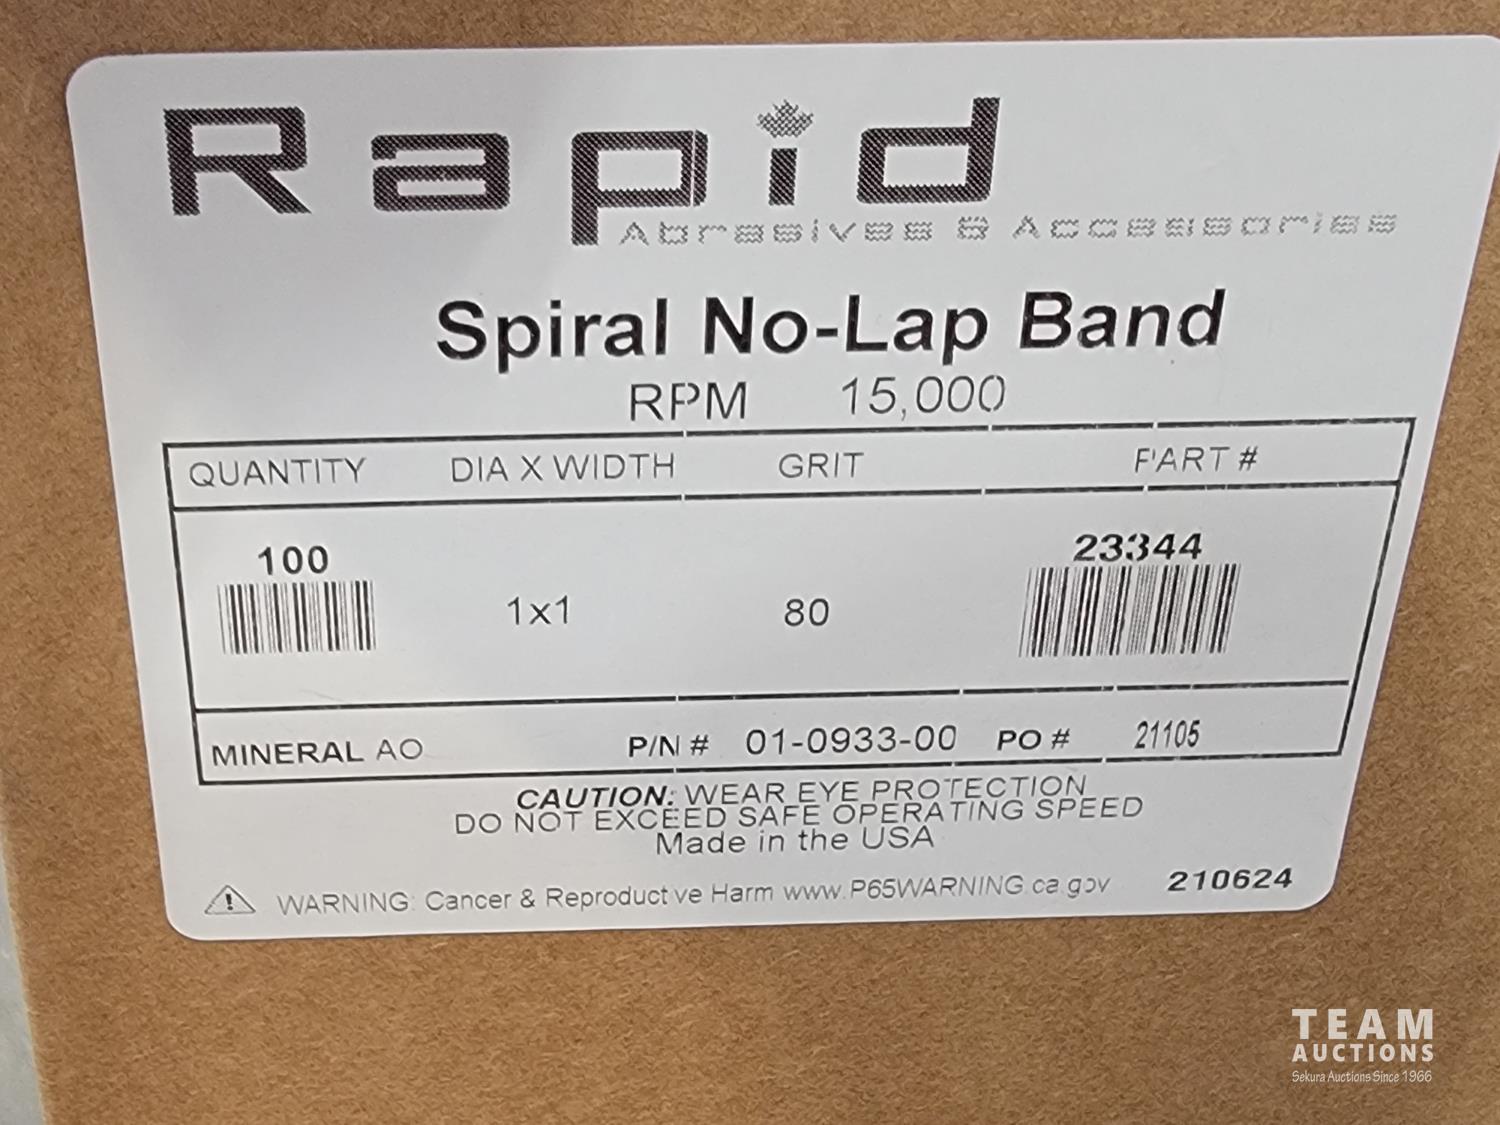 Rapid
Abrasives & Accessories
Spiral No-Lap Band
RPM 15,000
QUANTITY DIA X WIDTH GRIT PART #
100 1x1 80 23344
MINERAL AO P/N # 01-0933-00 PO # 21105
CAUTION: WEAR EYE PROTECTION
DO NOT EXCEED SAFE OPERATING SPEED
Made in the USA
WARNING: Cancer & Reproductive Harm www.P65WARNING.ca.gov 210624
TEAM
AUCTIONS
Sekura Auctions Since 1966